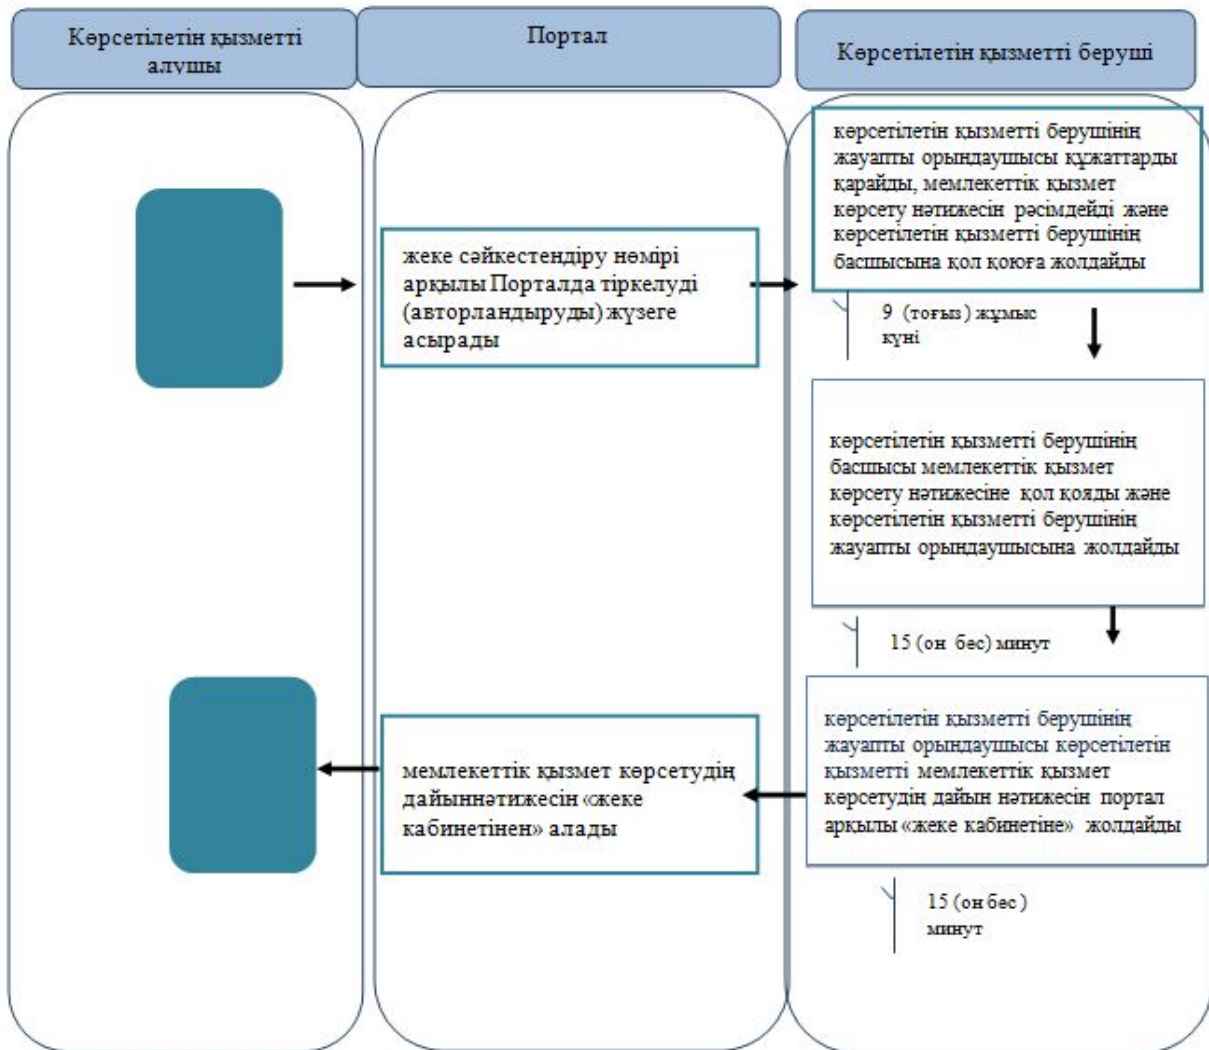 Көрсетілетін қызметті
алушы
Портал
Көрсетілетін қызметті беруші
көрсетілетін қызметті берушінің
жауапты орындаушысы құжаттарды
қарайды, мемлекеттік қызмет
көрсету нәтижесін рәсімдейді және
көрсетілетін қызметті берушінің
басшысына қол қоюға жолдайды
жеке сәйкестендіру нөмірі
арқылы Порталда тіркелуді
(авторландыруды) жүзеге
асырады
9 (тоғыз) жұмыс
күні
көрсетілетін қызметті берушінің
басшысы мемлекеттік қызмет
көрсету нәтижесіне қол қояды және
көрсетілетін қызметті берушінің
жауапты орындаушысына жолдайды
15 (он бес) минут
көрсетілетін қызметті берушінің
жауапты орындаушысы көрсетілетін
қызметті мемлекеттік қызмет
көрсетудің дайын нәтижесін портал
арқылы «жеке кабинетіне» жолдайды
мемлекеттік қызмет көрсетудің
дайыннәтижесін «жеке
кабинетінен» алады
15 (он бес )
минут